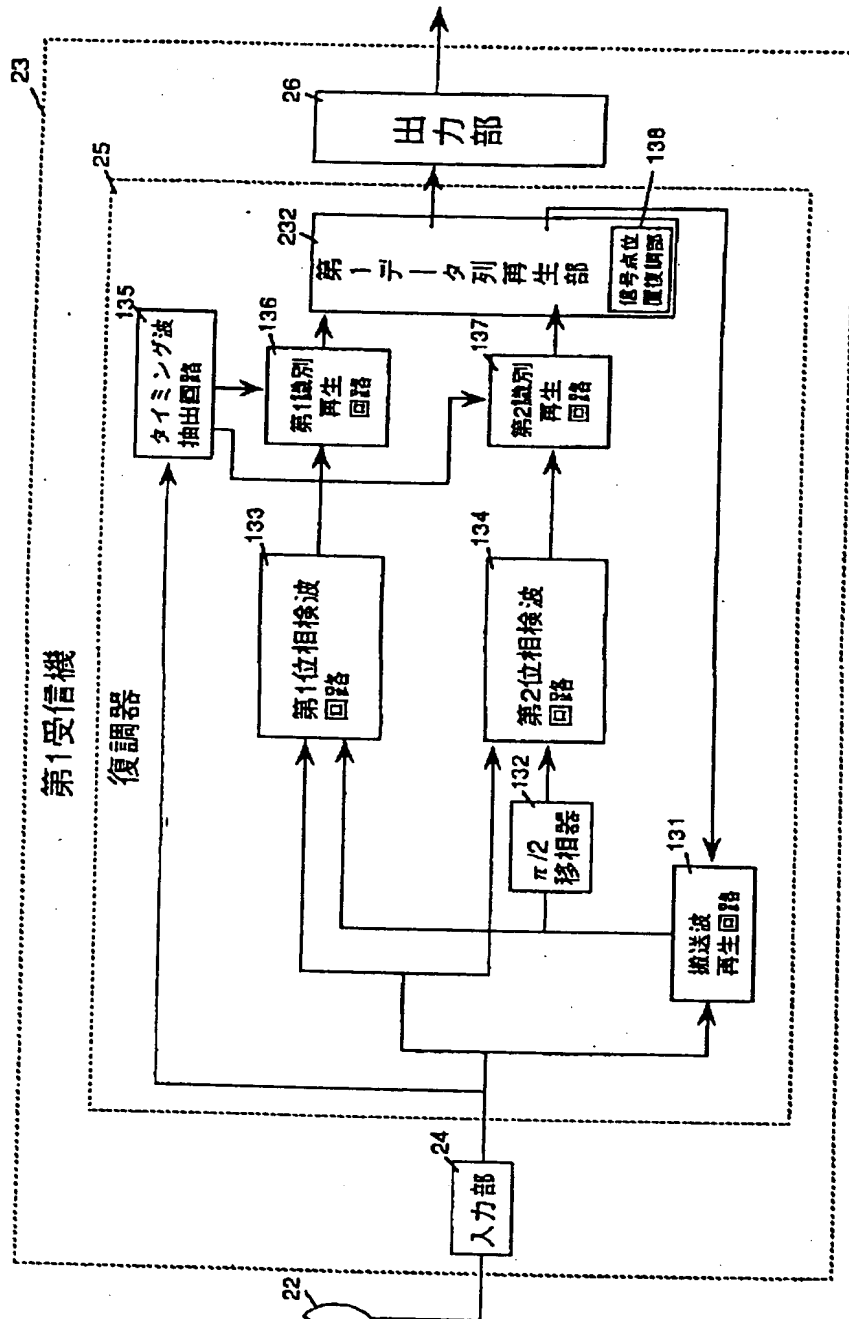 23
第1受信機
25
復調器
22
24
入力部
135
タイミング波
抽出回路
133
第1位相検波
回路
136
第1識別
再生
回路
134
第2位相検波
回路
137
第2識別
再生
回路
132
π/2
移相器
131
搬送波
再生回路
232
第1データ列再生部
138
信号点位
置復調部
26
出力部